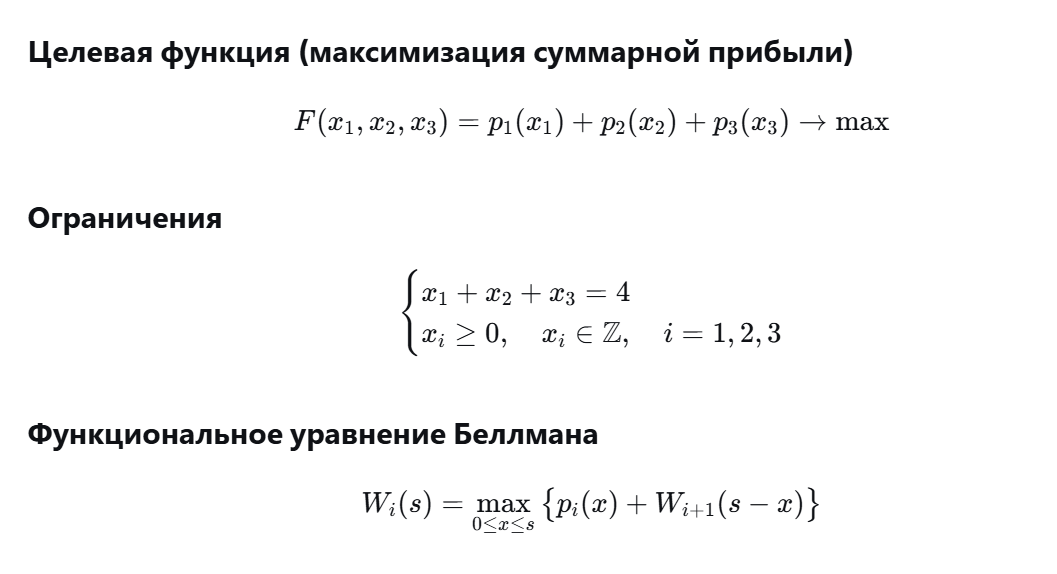 Целевая функция (максимизация суммарной прибыли)
F(x₁, x₂, x₃) = p₁(x₁) + p₂(x₂) + p₃(x₃) → max
Ограничения
x₁ + x₂ + x₃ = 4
xᵢ ≥ 0, xᵢ ∈ ℤ, i = 1, 2, 3
Функциональное уравнение Беллмана
Wᵢ(s) = max {pᵢ(x) + Wᵢ₊₁(s − x)}
0≤x≤s